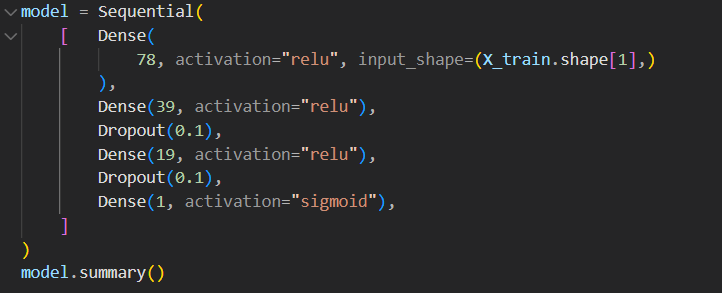 model = Sequential(
    [   Dense(
            78, activation="relu", input_shape=(X_train.shape[1],)
        ),
        Dense(39, activation="relu"),
        Dropout(0.1),
        Dense(19, activation="relu"),
        Dropout(0.1),
        Dense(1, activation="sigmoid"),
    ]
)
model.summary()